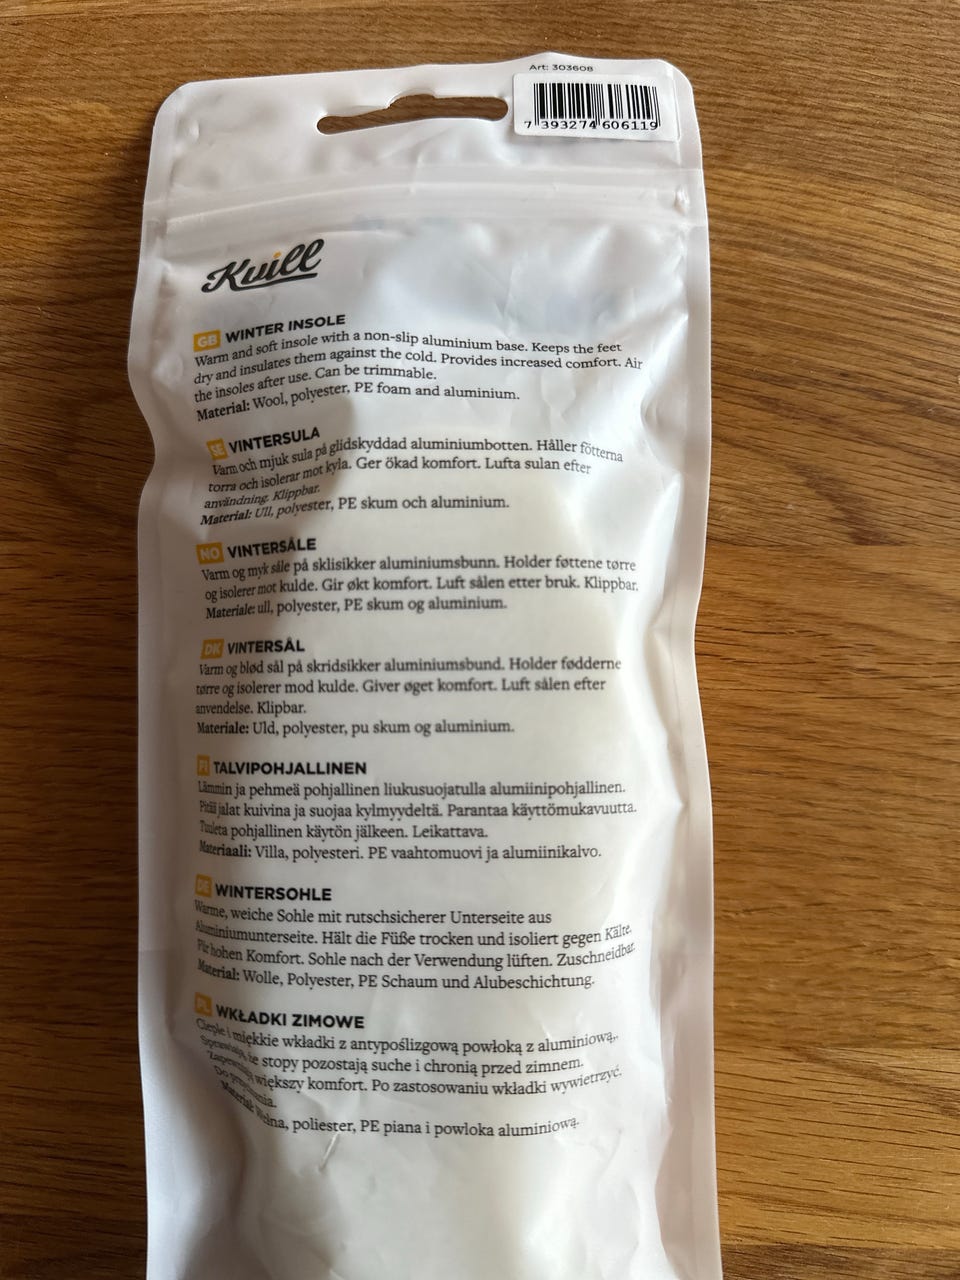 Art: 303608
7 393274 606119
Kvill
GB WINTER INSOLE
Warm and soft insole with a non-slip aluminium base. Keeps the feet
dry and insulates them against the cold. Provides increased comfort. Air
the insoles after use. Can be trimmable.
Material: Wool, polyester, PE foam and aluminium.
SE VINTERSULA
Varm och mjuk sula på glidskyddad aluminiumbotten. Håller fötterna
torra och isolerar mot kyla. Ger ökad komfort. Lufta sulan efter
användning. Klippbar.
Material: Ull, polyester, PE skum och aluminium.
NO VINTERSÅLE
Varm og myk såle på sklisikker aluminiumsbunn. Holder føttene tørre
og isolerer mot kulde. Gir økt komfort. Luft sålen etter bruk. Klippbar.
Materiale: ull, polyester, PE skum og aluminium.
DK VINTERSÅL
Varm og blød sål på skridsikker aluminiumsbund. Holder fødderne
tørre og isolerer mod kulde. Giver øget komfort. Luft sålen efter
anvendelse. Klipbar.
Materiale: Uld, polyester, pu skum og aluminium.
FI TALVIPOHJALLINEN
Lämmin ja pehmeä pohjallinen liukusuojatulla alumiinipohjallinen.
Pitää jalat kuivina ja suojaa kylmyydeltä. Parantaa käyttömukavuutta.
Tuuleta pohjallinen käytön jälkeen. Leikattava.
Materiaali: Villa, polyesteri. PE vaahtomuovi ja alumiinikalvo.
DE WINTERSOHLE
Warme, weiche Sohle mit rutschsicherer Unterseite aus
Aluminiumunterseite. Hält die Füße trocken und isoliert gegen Kälte.
Für hohen Komfort. Sohle nach der Verwendung lüften. Zuschneidbar.
Material: Wolle, Polyester, PE Schaum und Alubeschichtung.
PL WKŁADKI ZIMOWE
Ciepłe i miękkie wkładki z antypoślizgową powłoką z aluminiową.
Sprawiają, że stopy pozostają suche i chronią przed zimnem.
większy komfort. Po zastosowaniu wkładki wywietrzyć.
Do
Materiał: Wełna, poliester, PE piana i powłoka aluminiową.